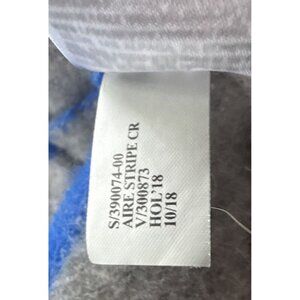 S/390074-00
AIRE STRIPE CR
V/300873
HOL'18
10/18